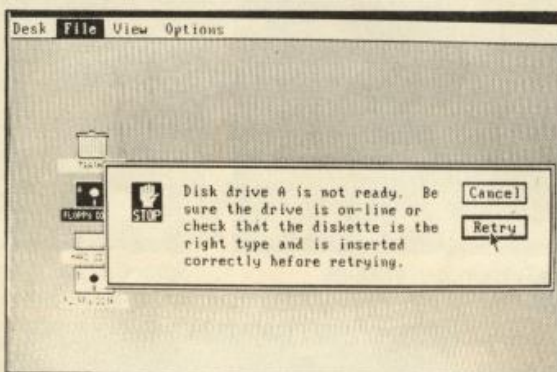 Desk File View Options
FLOPPY DI
STOP
Disk drive A is not ready. Be
sure the drive is on-line or
check that the diskette is the
right type and is inserted
correctly before retrying.
Cancel
Retry